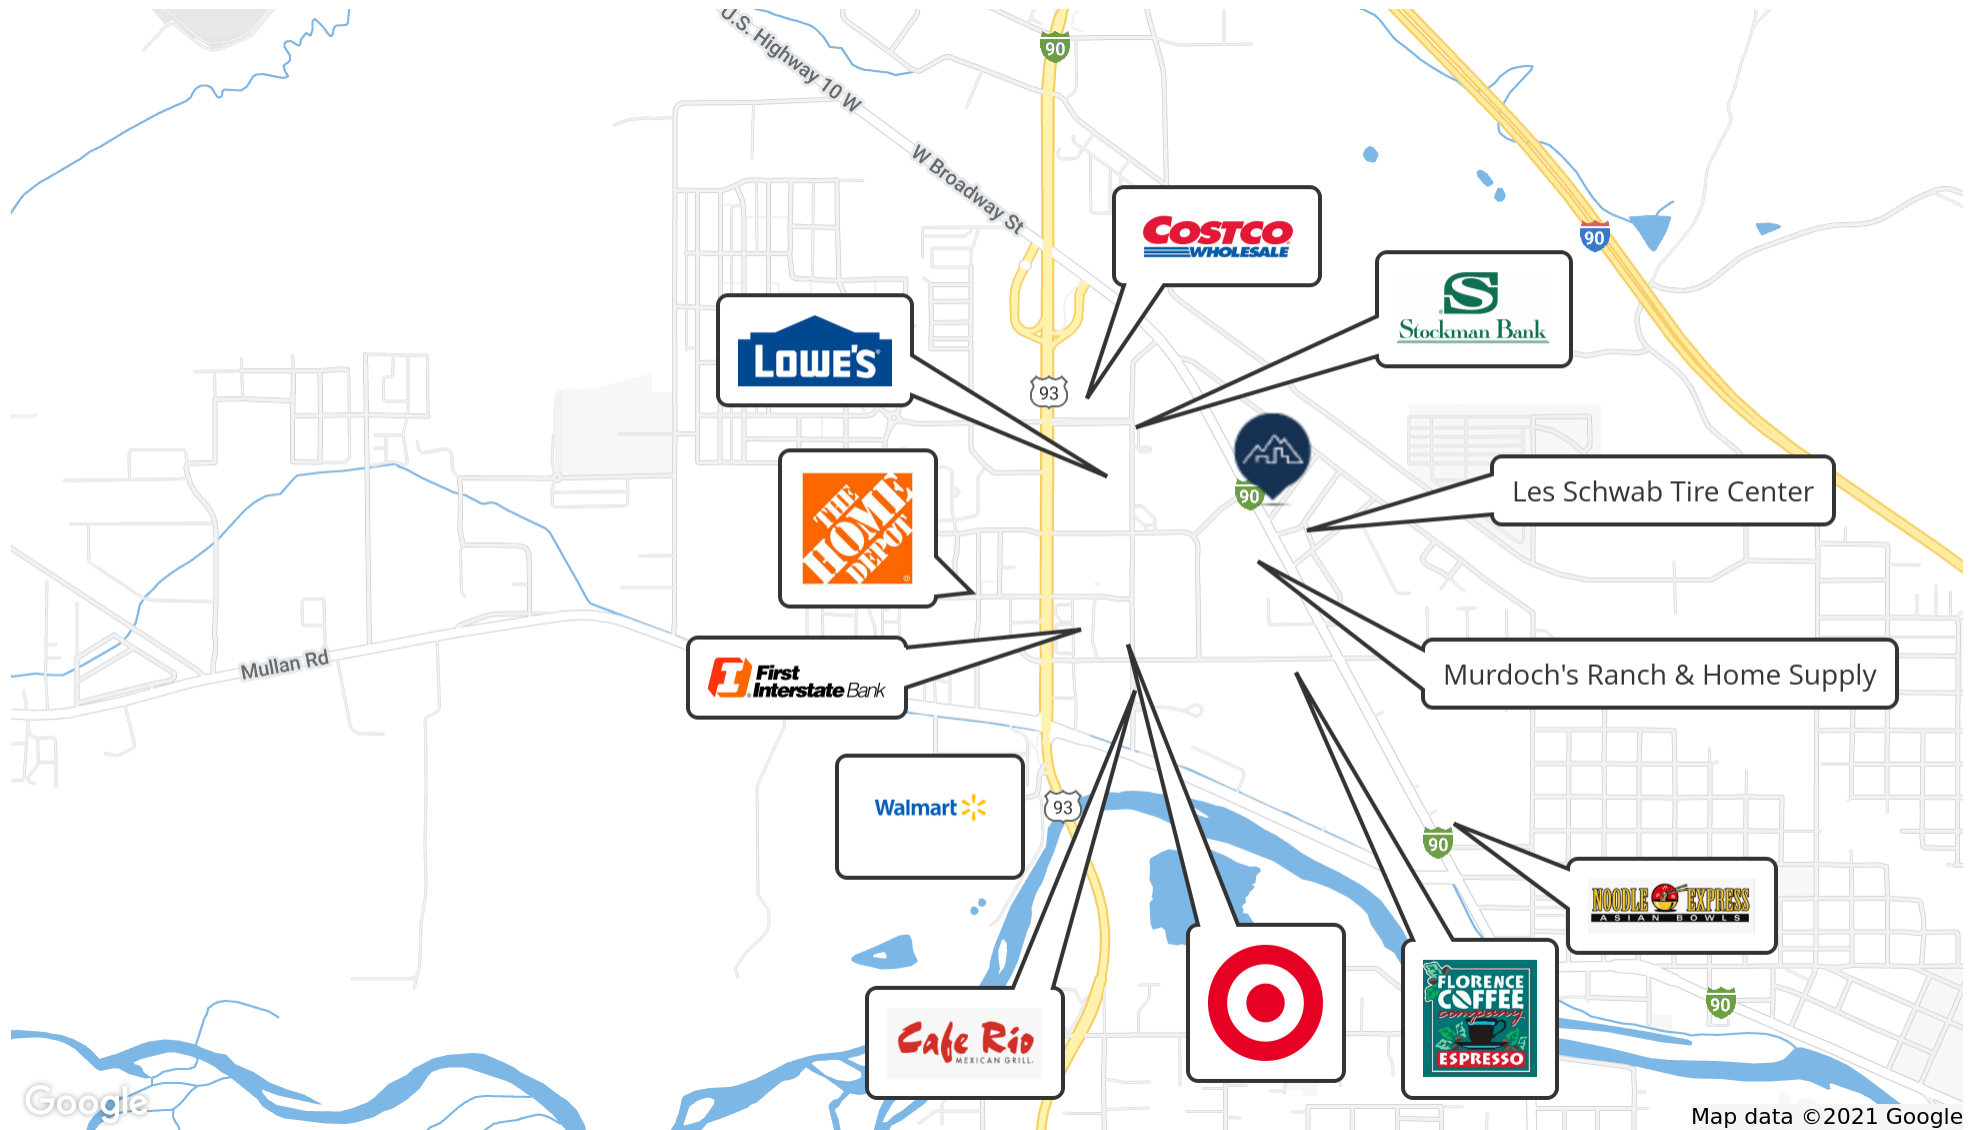 U.S. Highway 10 W
90
W Broadway St
COSTCO
WHOLESALE
90
S
Stockman Bank
LOWE'S
93
THE
HOME
DEPOT
90
Les Schwab Tire Center
First
Interstate Bank
Mullan Rd
Murdoch's Ranch & Home Supply
Walmart
93
90
NOODLE EXPRESS
ASIAN BOWLS
Cafe Rio
MEXICAN GRILL
FLORENCE
COFFEE
company
ESPRESSO
90
Google
Map data ©2021 Google